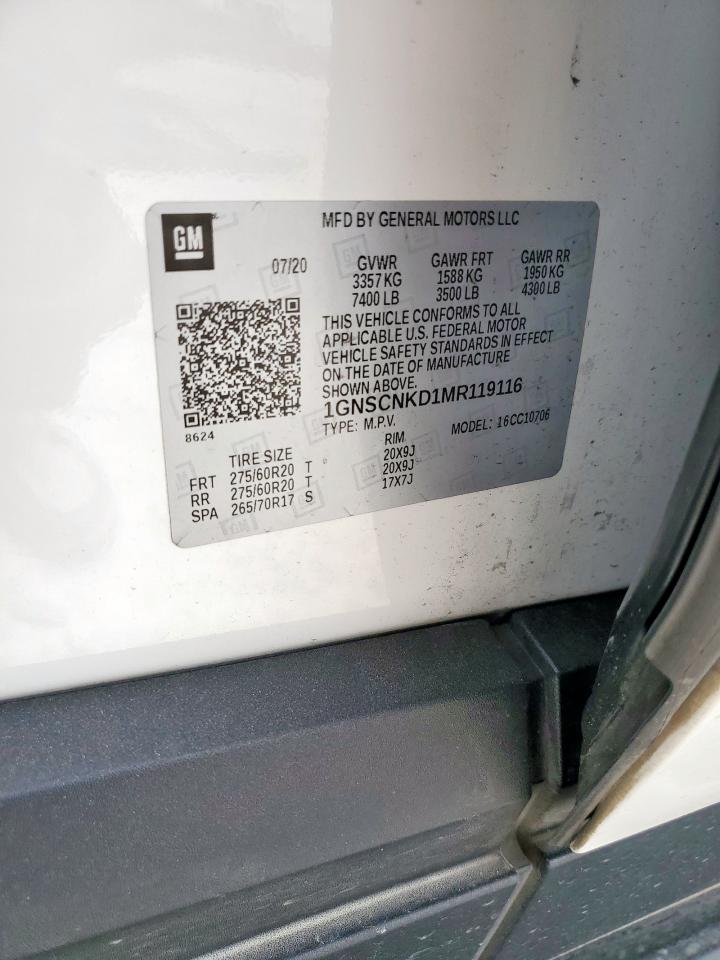 GM
MFD BY GENERAL MOTORS LLC
07/20 GVWR GAWR FRT GAWR RR
3357 KG 1588 KG 1950 KG
7400 LB 3500 LB 4300 LB
THIS VEHICLE CONFORMS TO ALL
APPLICABLE U.S. FEDERAL MOTOR
VEHICLE SAFETY STANDARDS IN EFFECT
ON THE DATE OF MANUFACTURE
SHOWN ABOVE.
1GNSCNKD1MR119116
8624
TYPE: M.P.V. MODEL: 16CC10706
TIRE SIZE RIM
FRT 275/60R20 T 20X9J
RR 275/60R20 T 20X9J
SPA 265/70R17 S 17X7J